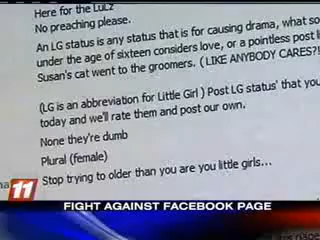 Here for the LuLz
No preaching please.
An LG status is any status that is for causing drama, what so
under the age of sixteen considers love, or a pointless post li
Susan's cat went to the groomers. ( LIKE ANYBODY CARES?!
(LG is an abbreviation for Little Girl ) Post LG status' that you
today and we'll rate them and post our own.
None they're dumb
Plural (female)
Stop trying to older than you are you little girls...
11
FIGHT AGAINST FACEBOOK PAGE